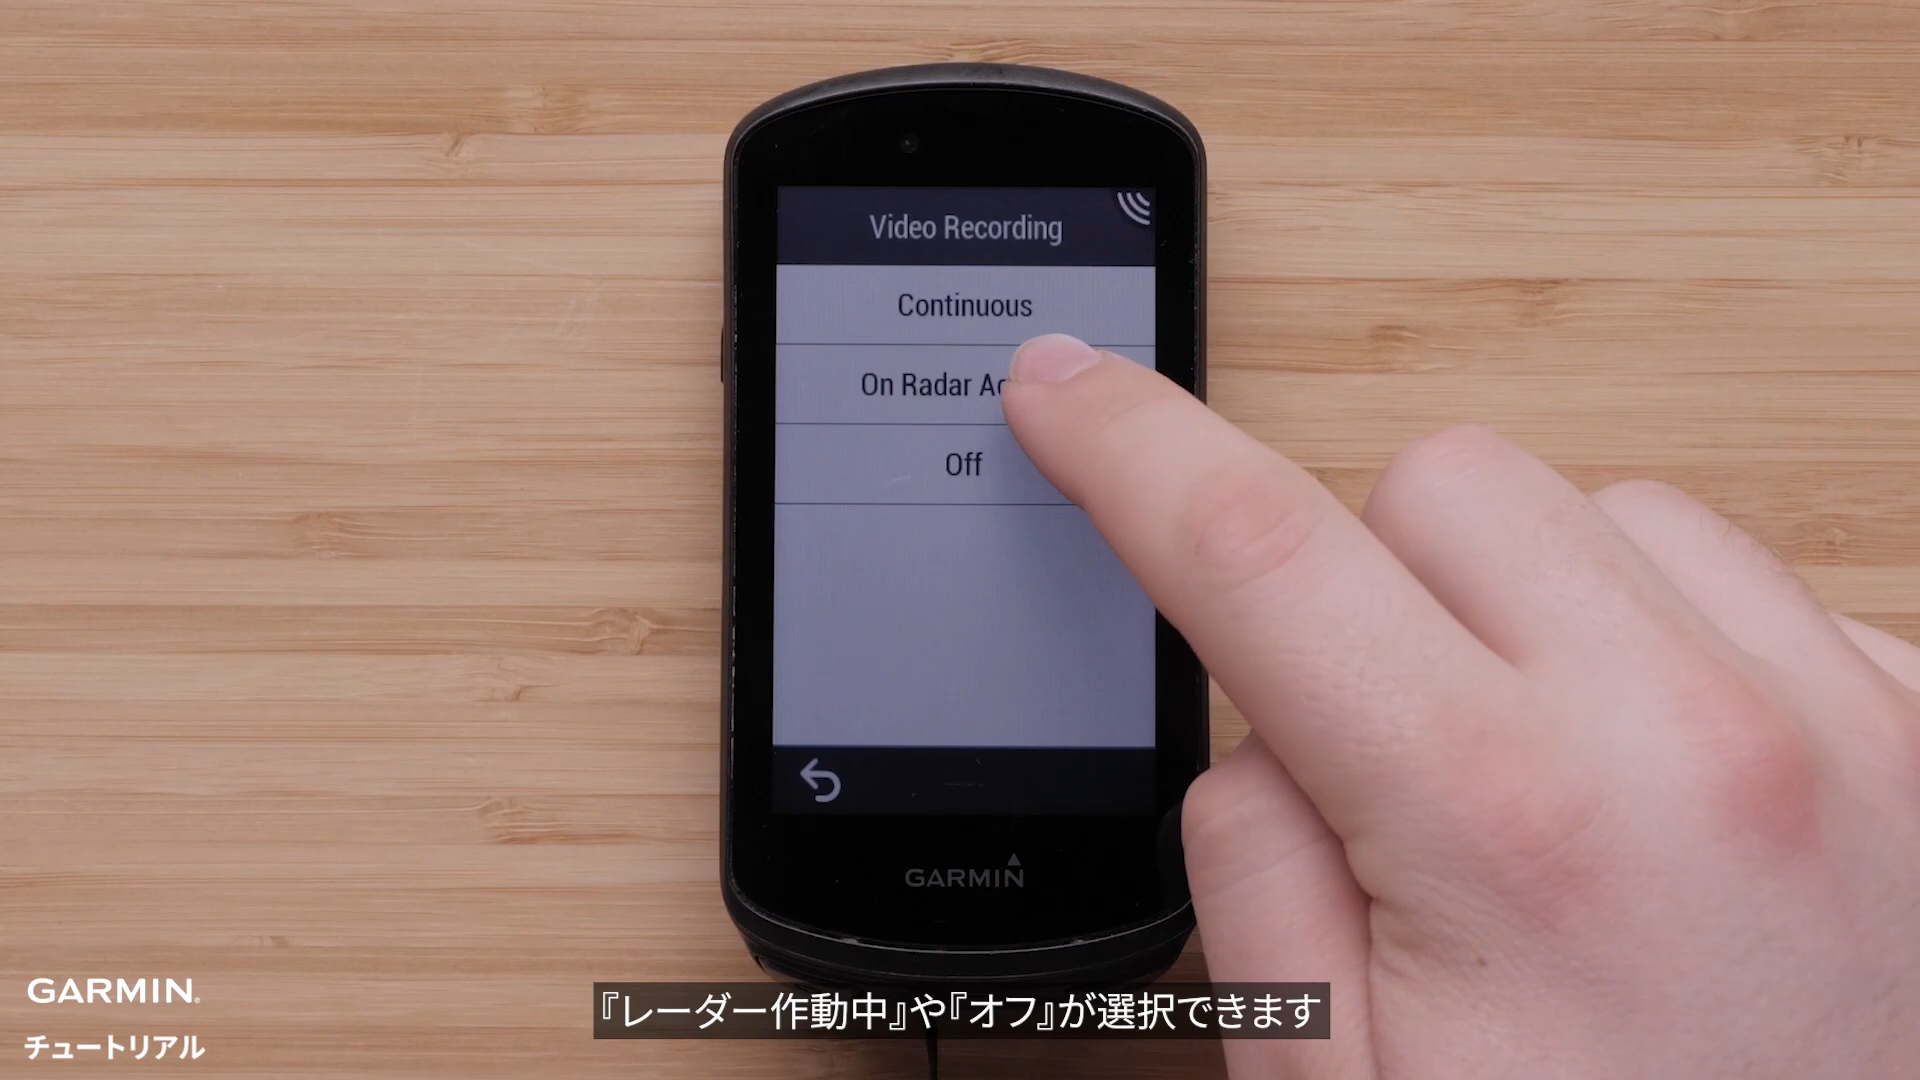 Video Recording
Continuous
On Radar
Off
GARMIN
GARMIN
チュートリアル
『レーダー作動中』や『オフ』が選択できます